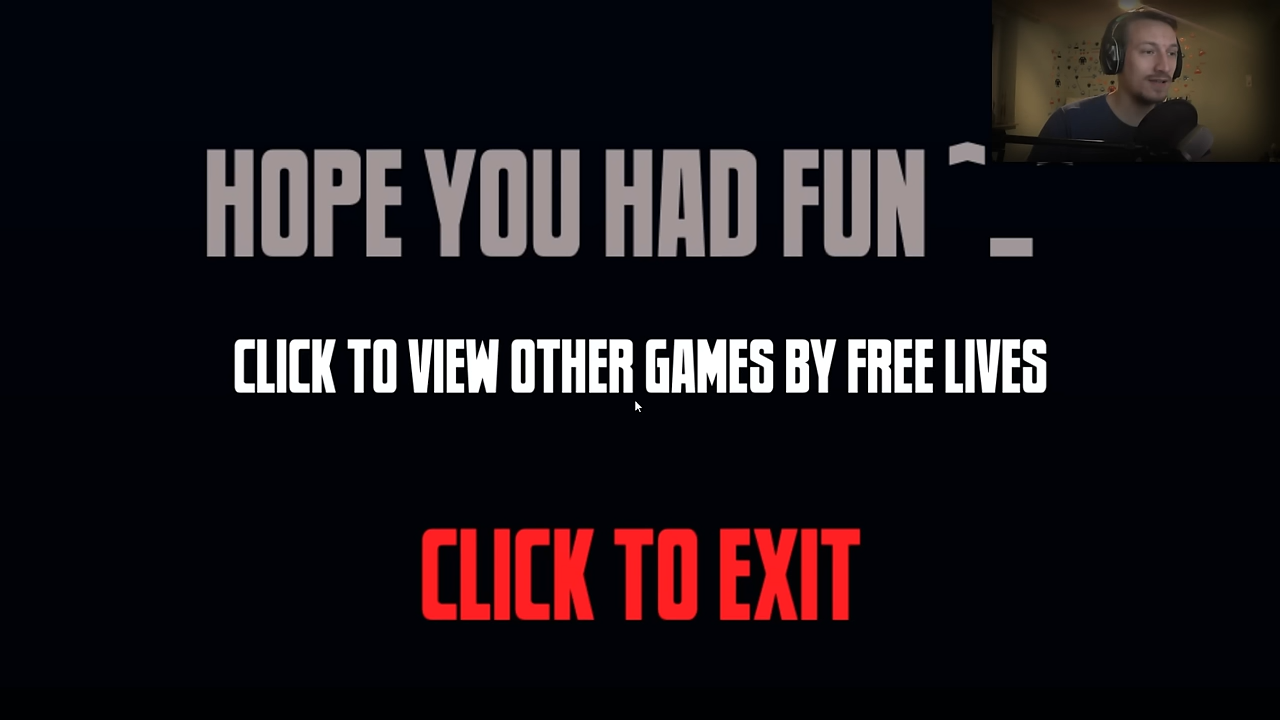 HOPE YOU HAD FUN ^_
CLICK TO VIEW OTHER GAMES BY FREE LIVES
CLICK TO EXIT